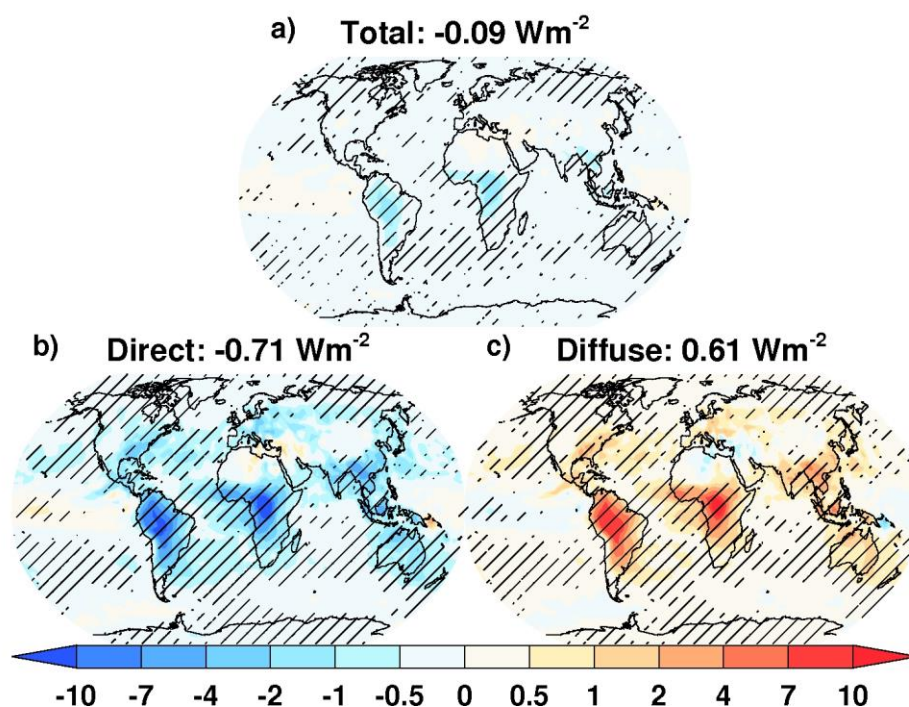 a) Total: -0.09 Wm-2
b) Direct: -0.71 Wm-2
c) Diffuse: 0.61 Wm-2
-10 -7 -4 -2 -1 -0.5 0 0.5 1 2 4 7 10